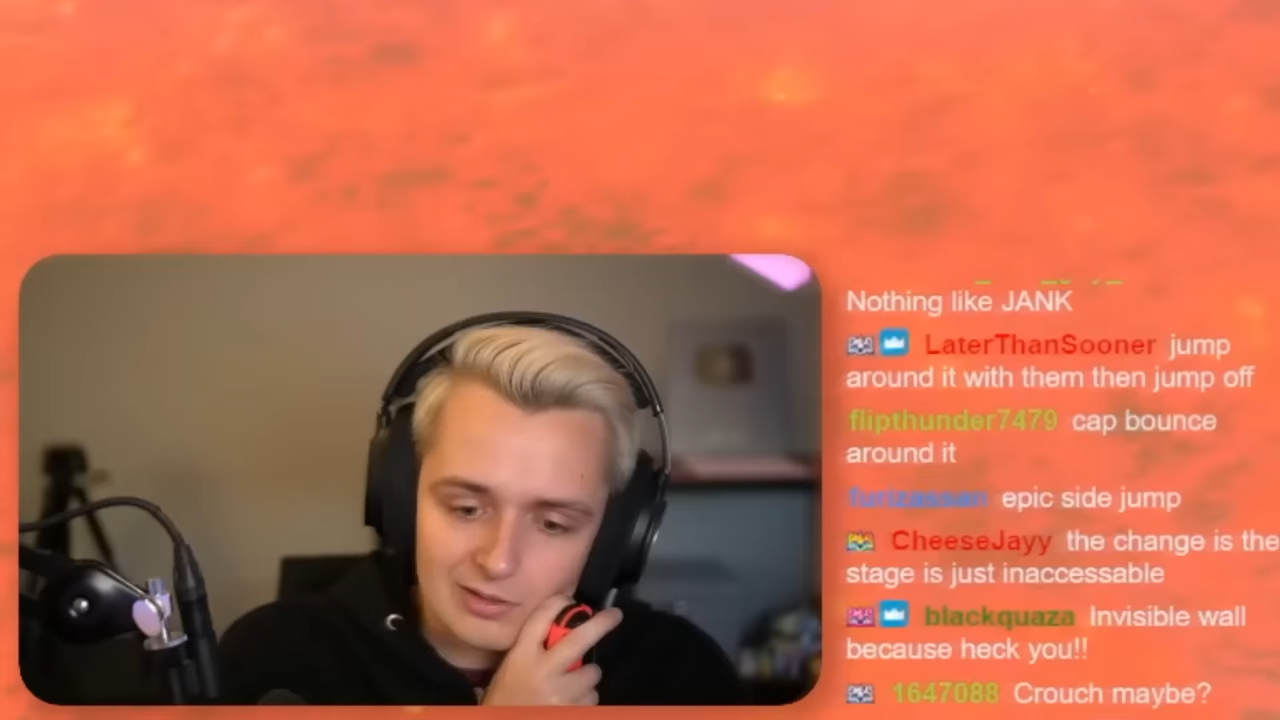 Nothing like JANK
LaterThanSooner jump
around it with them then jump off
flipthunder7479 cap bounce
around it
furizassan epic side jump
CheeseJayy the change is the
stage is just inaccessable
blackquaza Invisible wall
because heck you!!
1647088 Crouch maybe?